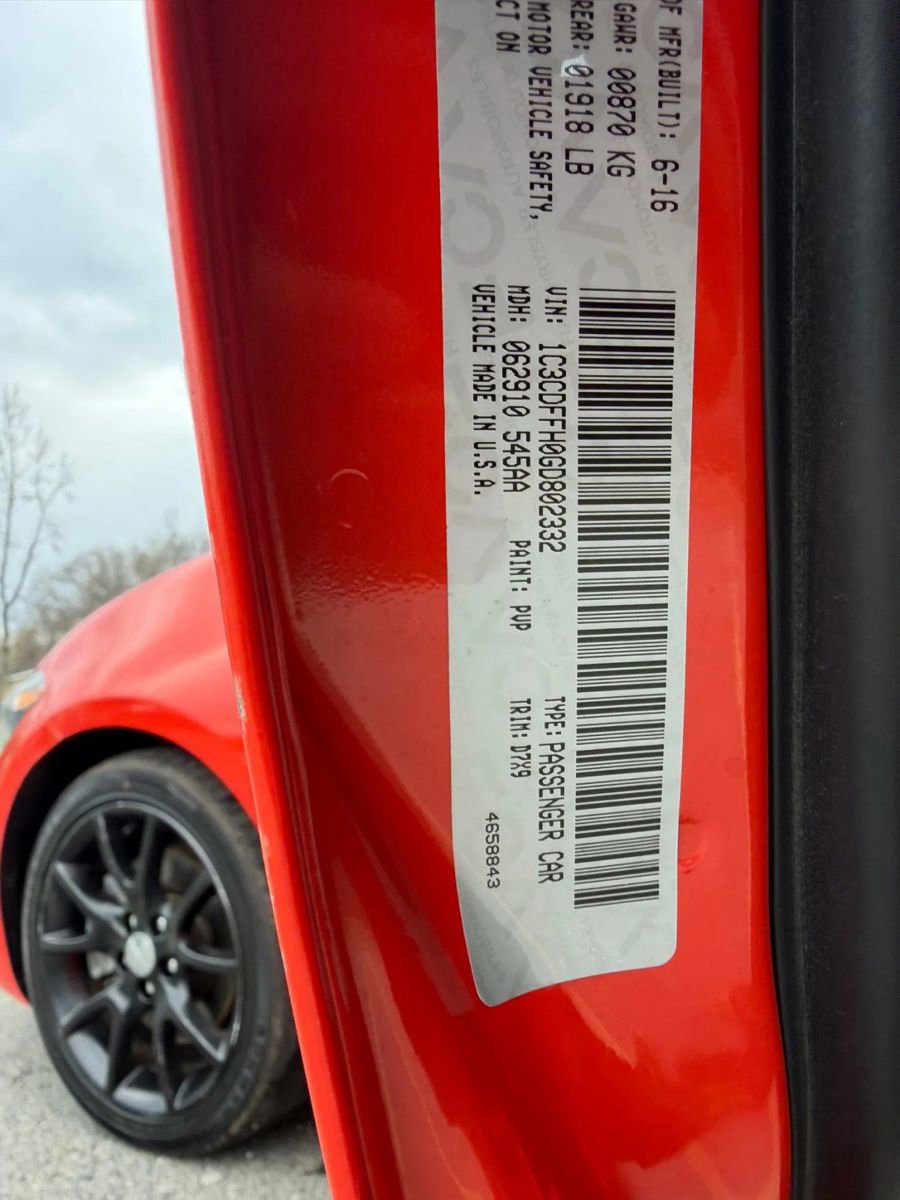 OF MFR(BUILT): 6-16
GAWR: 00870 KG
REAR: 01918 LB
MOTOR VEHICLE SAFETY,
CT ON
VIN: 1C3CDFFH0GD802332 TYPE: PASSENGER CAR
MDH: 062910 545AA PAINT: PVP TRIM: D7X9
VEHICLE MADE IN U.S.A.
4658843